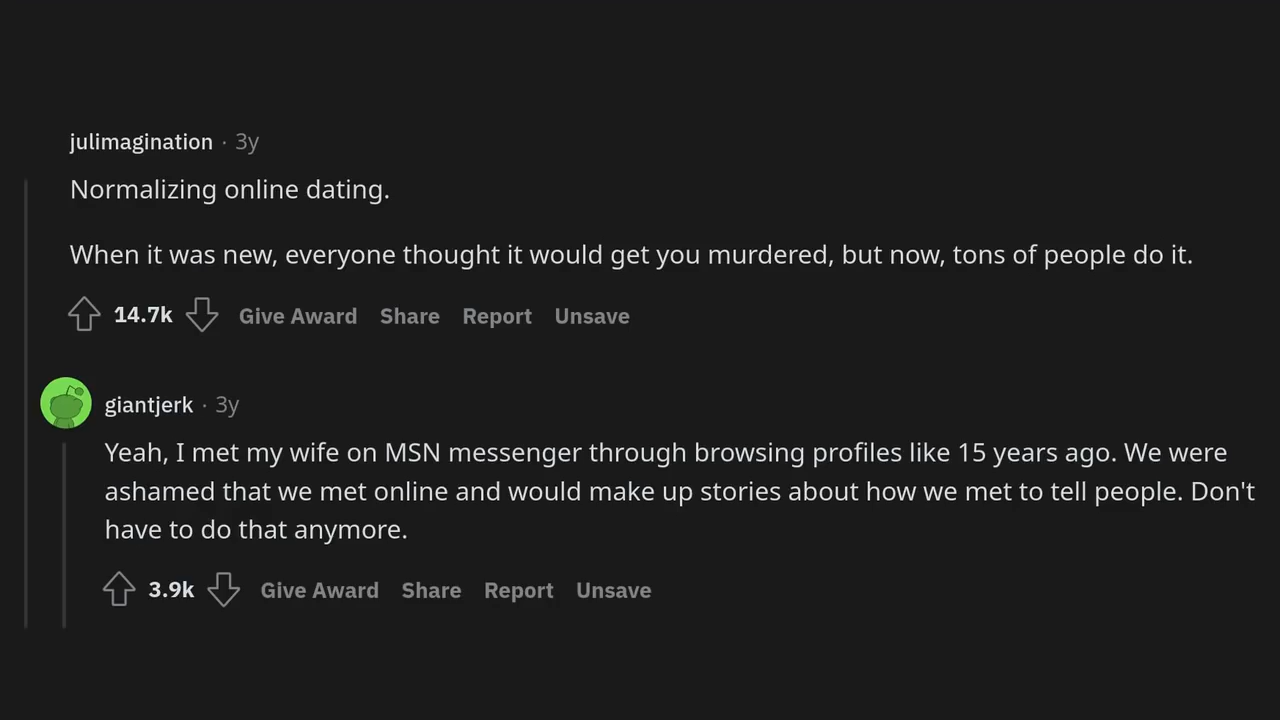 julimagination · 3y
Normalizing online dating.
When it was new, everyone thought it would get you murdered, but now, tons of people do it.
14.7k Give Award Share Report Unsave
giantjerk · 3y
Yeah, I met my wife on MSN messenger through browsing profiles like 15 years ago. We were
ashamed that we met online and would make up stories about how we met to tell people. Don't
have to do that anymore.
3.9k Give Award Share Report Unsave